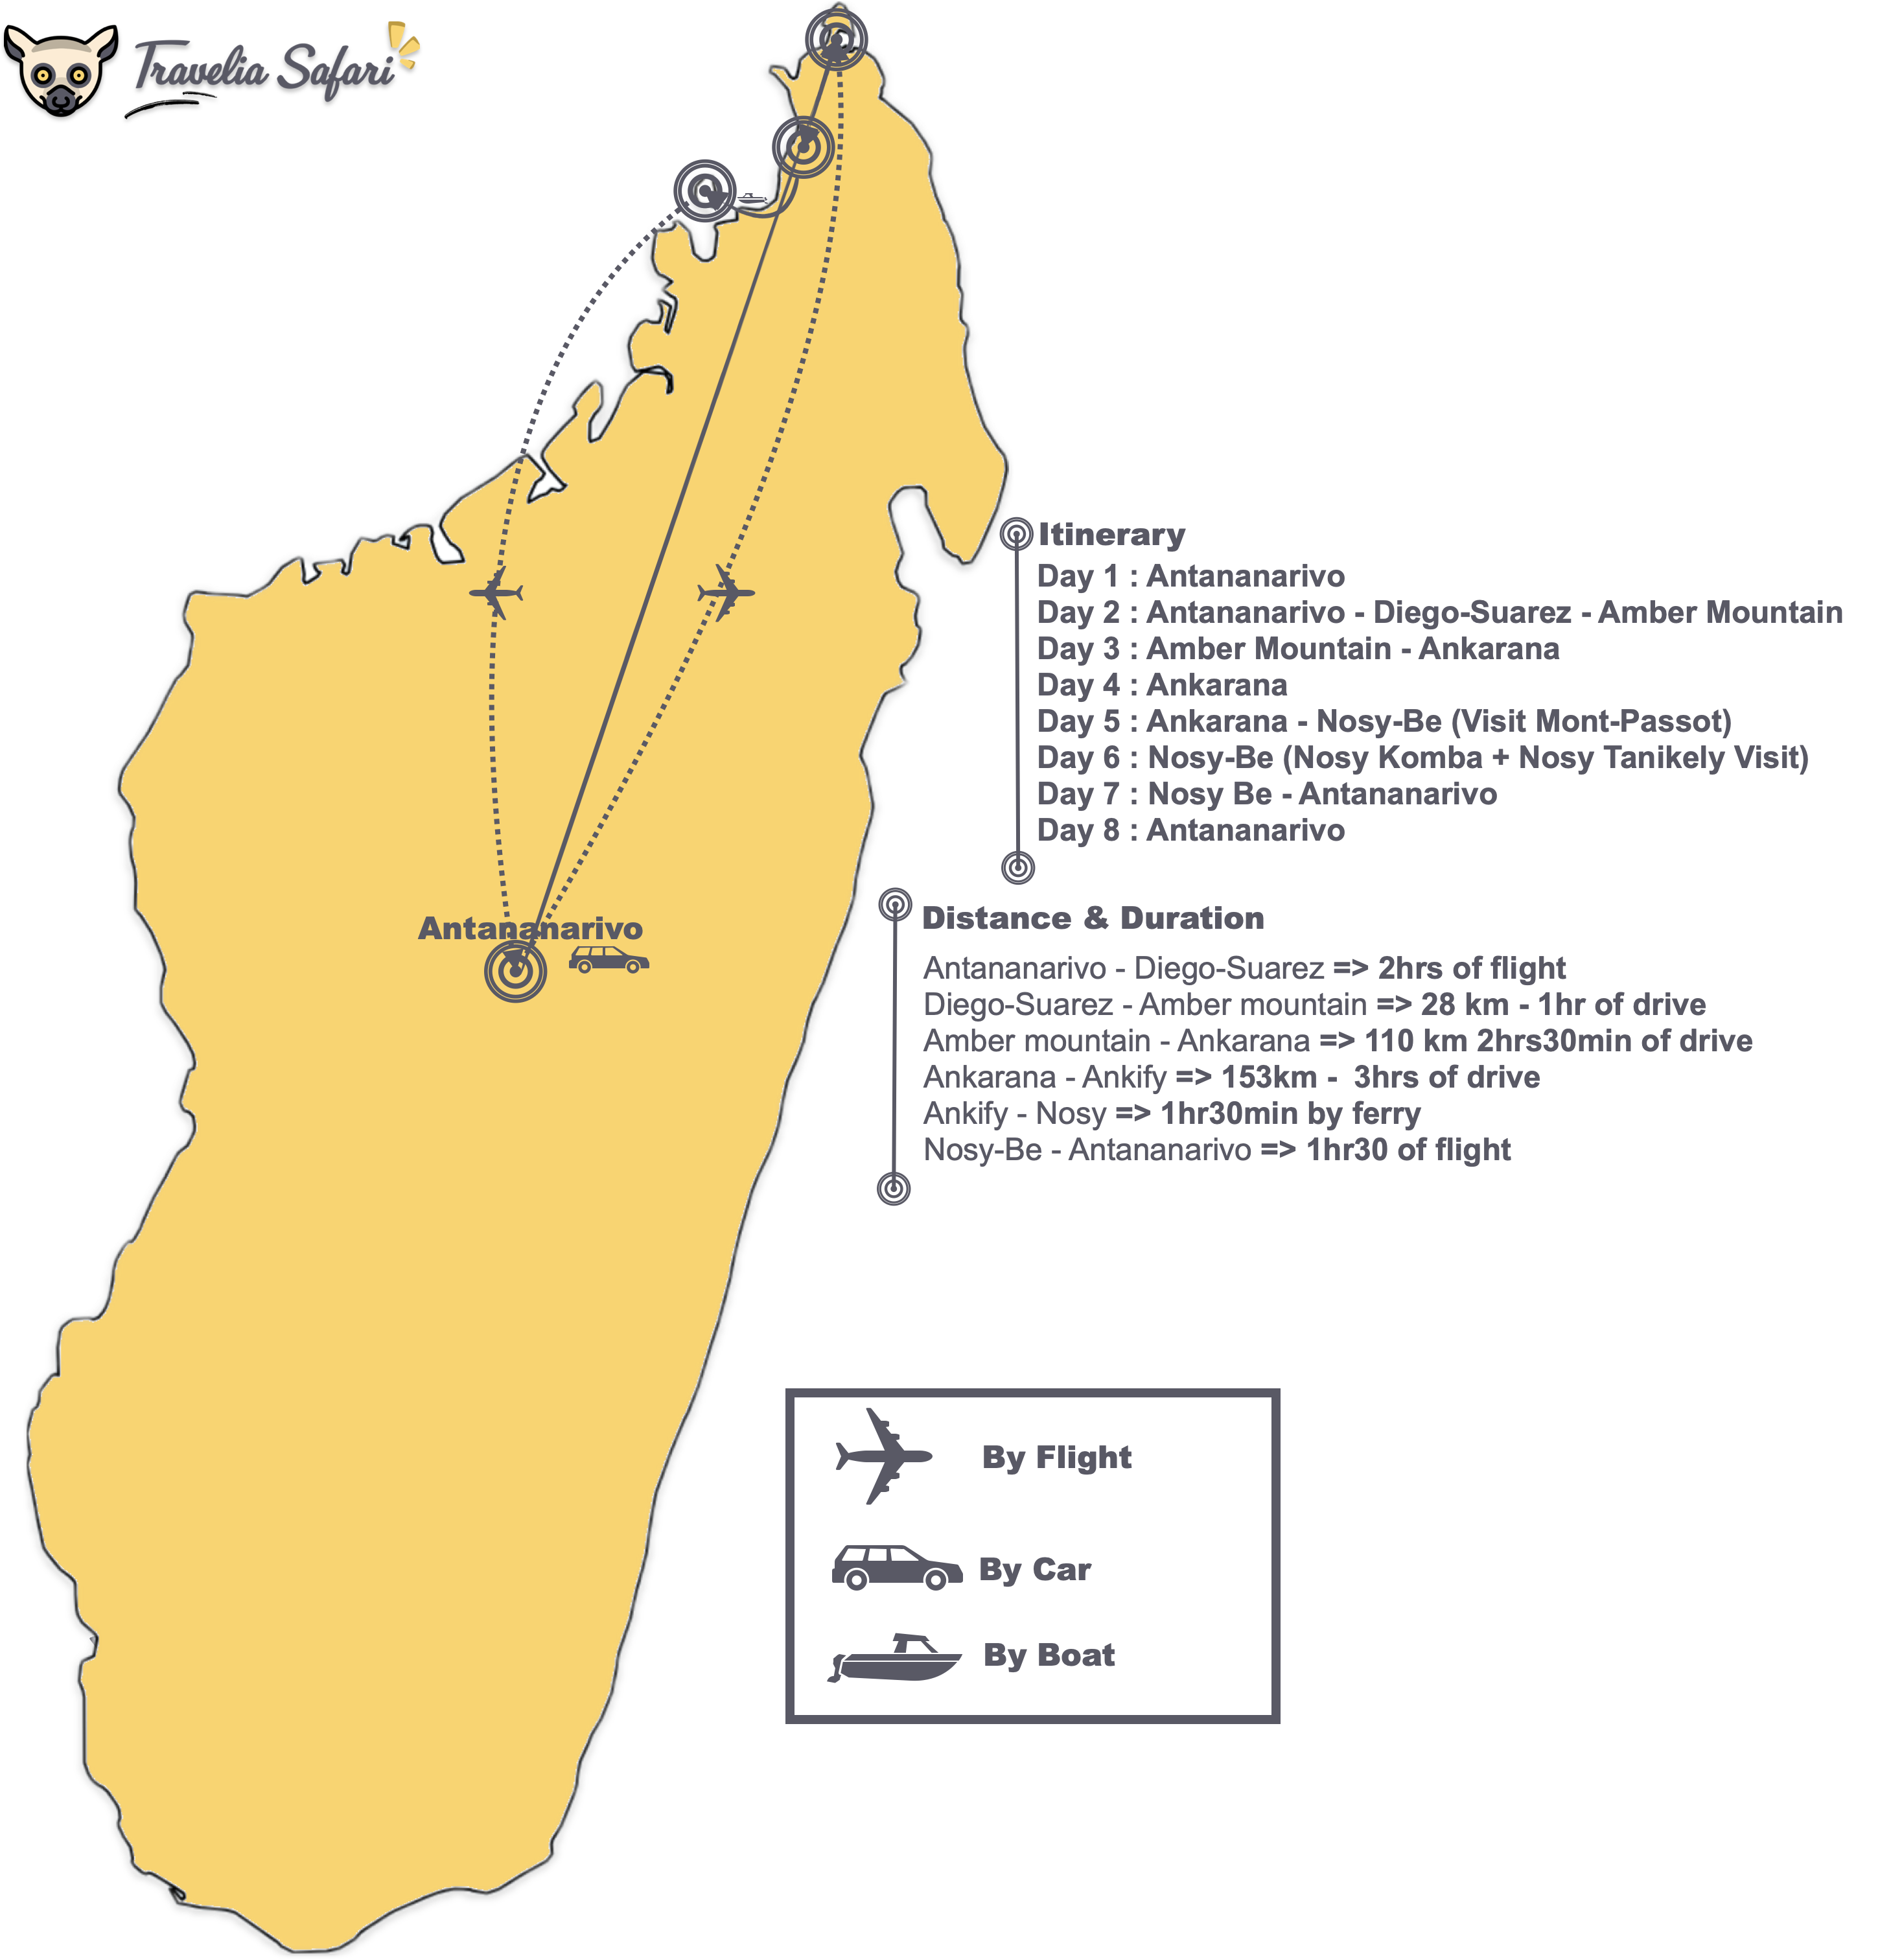 Travelia Safari
Itinerary
Day 1 : Antananarivo
Day 2 : Antananarivo - Diego-Suarez - Amber Mountain
Day 3 : Amber Mountain - Ankarana
Day 4 : Ankarana
Day 5 : Ankarana - Nosy-Be (Visit Mont-Passot)
Day 6 : Nosy-Be (Nosy Komba + Nosy Tanikely Visit)
Day 7 : Nosy Be - Antananarivo
Day 8 : Antananarivo
Antananarivo
Distance & Duration
Antananarivo - Diego-Suarez => 2hrs of flight
Diego-Suarez - Amber mountain => 28 km - 1hr of drive
Amber mountain - Ankarana => 110 km 2hrs30min of drive
Ankarana - Ankify => 153km -  3hrs of drive
Ankify - Nosy => 1hr30min by ferry
Nosy-Be - Antananarivo => 1hr30 of flight
By Flight
By Car
By Boat